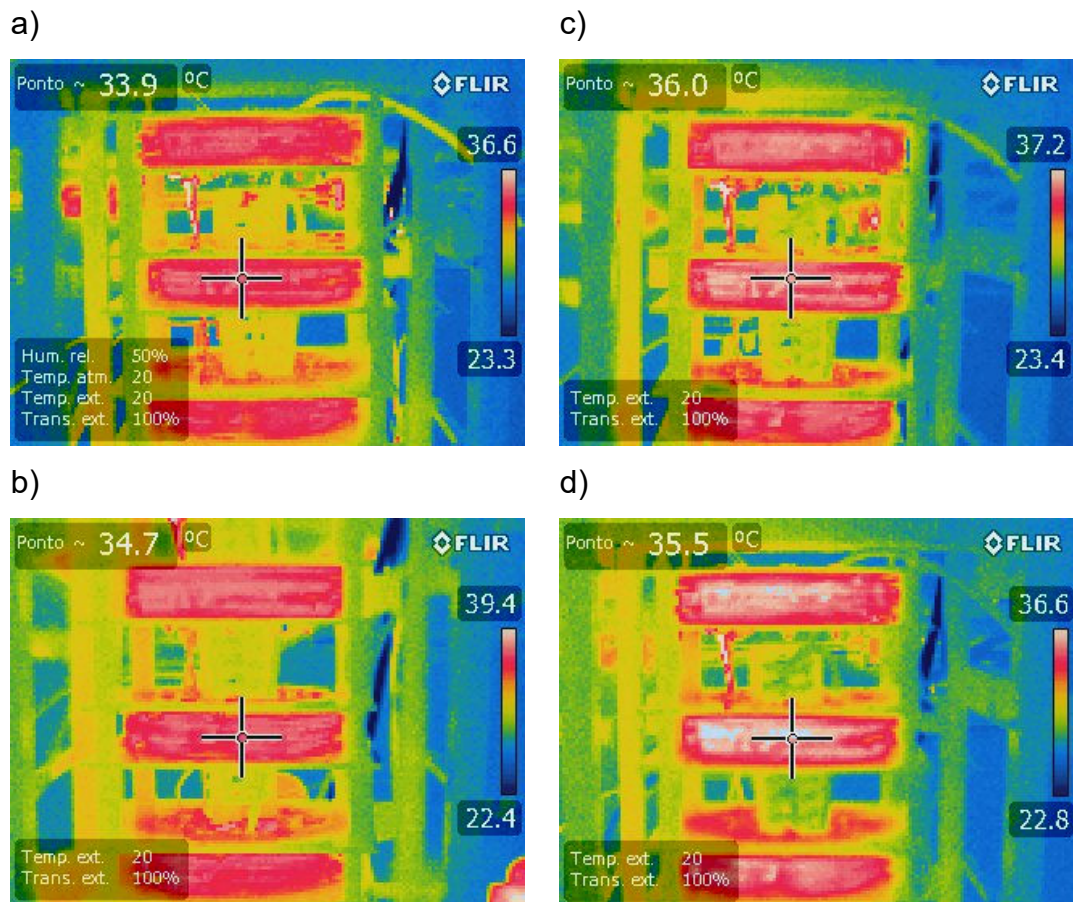 a)
Ponto ~ 33.9 ºC
FLIR
36.6
23.3
Hum. rel. 50%
Temp. atm. 20
Temp. ext. 20
Trans. ext. 100%
b)
Ponto ~ 34.7 ºC
FLIR
39.4
22.4
Temp. ext. 20
Trans. ext. 100%
c)
Ponto ~ 36.0 ºC
FLIR
37.2
23.4
Temp. ext. 20
Trans. ext. 100%
d)
Ponto ~ 35.5 ºC
FLIR
36.6
22.8
Temp. ext. 20
Trans. ext. 100%